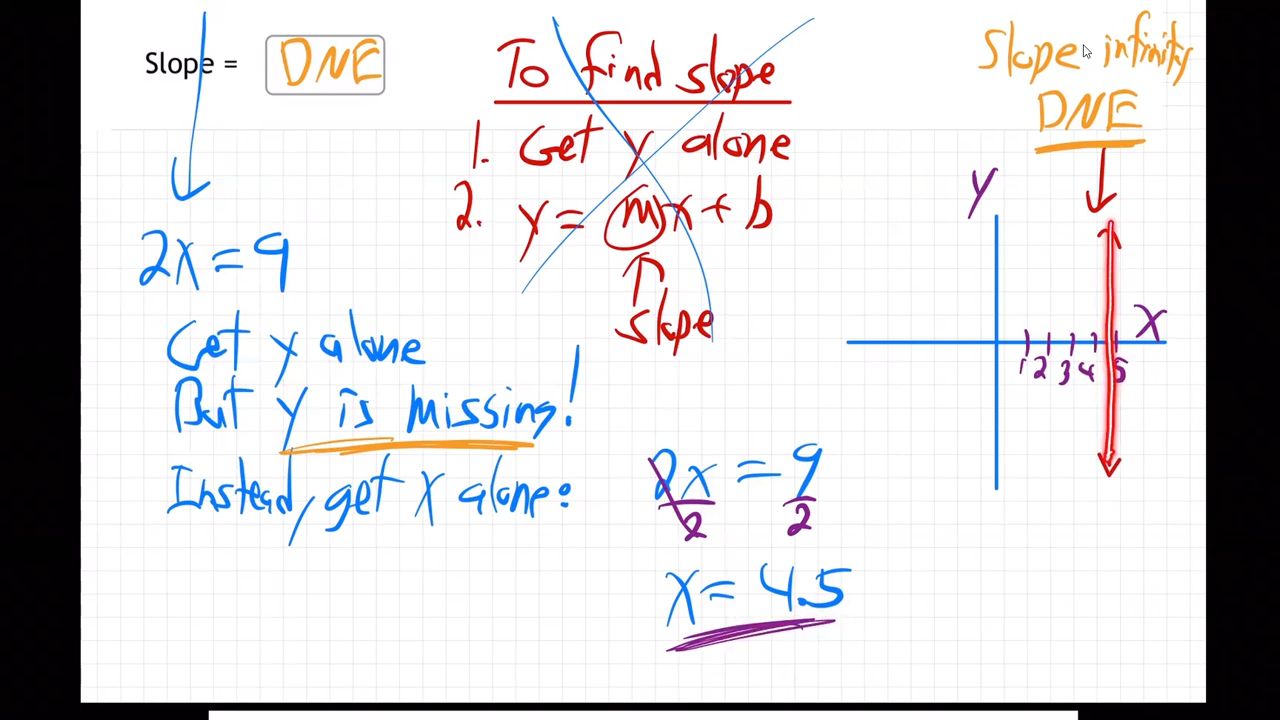 Slope = DNE
To find slope
1. Get y alone
2. y = mx + b
slope
2x = 9
Get y alone
But y is missing!
Instead, get x alone:
2x = 9
2 2
x = 4.5
Slope infinity
DNE
y
x
1 2 3 4 5